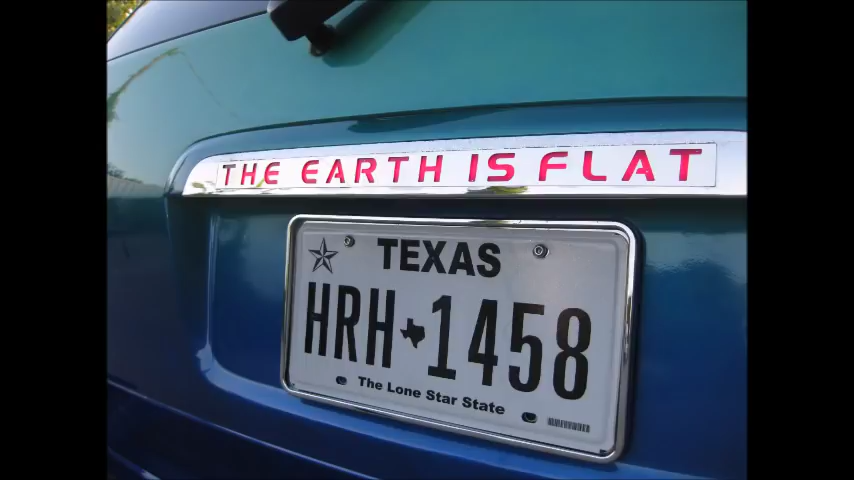 THE EARTH IS FLAT
TEXAS
HRH 1458
The Lone Star State